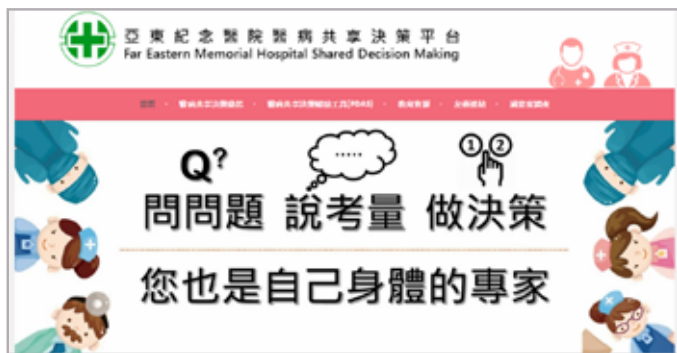 亞東紀念醫院醫病共享決策平台
Far Eastern Memorial Hospital Shared Decision Making
Q?
①②
問問題 說考量 做決策
您也是自己身體的專家